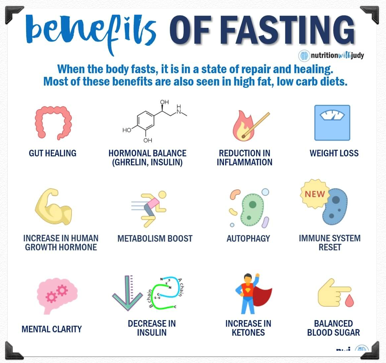 benefits OF FASTING
nutritionwithjudy
When the body fasts, it is in a state of repair and healing.
Most of these benefits are also seen in high fat, low carb diets.
HO
HO
OH
H
N
GUT HEALING
HORMONAL BALANCE
(GHRELIN, INSULIN)
REDUCTION IN
INFLAMMATION
WEIGHT LOSS
NEW
INCREASE IN HUMAN
GROWTH HORMONE
METABOLISM BOOST
AUTOPHAGY
IMMUNE SYSTEM
RESET
MENTAL CLARITY
DECREASE IN
INSULIN
INCREASE IN
KETONES
BALANCED
BLOOD SUGAR